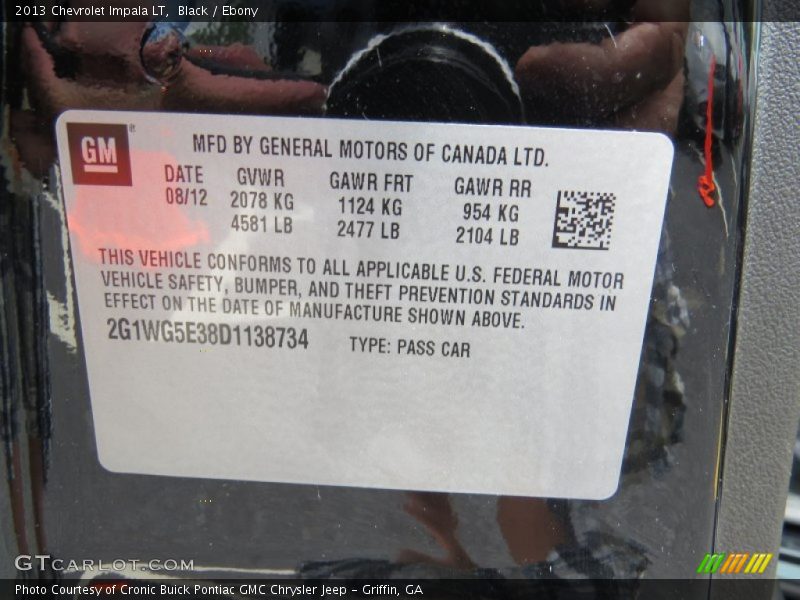 2013 Chevrolet Impala LT, Black / Ebony
GM
MFD BY GENERAL MOTORS OF CANADA LTD.
DATE GVWR GAWR FRT GAWR RR
08/12 2078 KG 1124 KG 954 KG
4581 LB 2477 LB 2104 LB
THIS VEHICLE CONFORMS TO ALL APPLICABLE U.S. FEDERAL MOTOR
VEHICLE SAFETY, BUMPER, AND THEFT PREVENTION STANDARDS IN
EFFECT ON THE DATE OF MANUFACTURE SHOWN ABOVE.
2G1WG5E38D1138734 TYPE: PASS CAR
GTCARLOT.COM
Photo Courtesy of Cronic Buick Pontiac GMC Chrysler Jeep - Griffin, GA